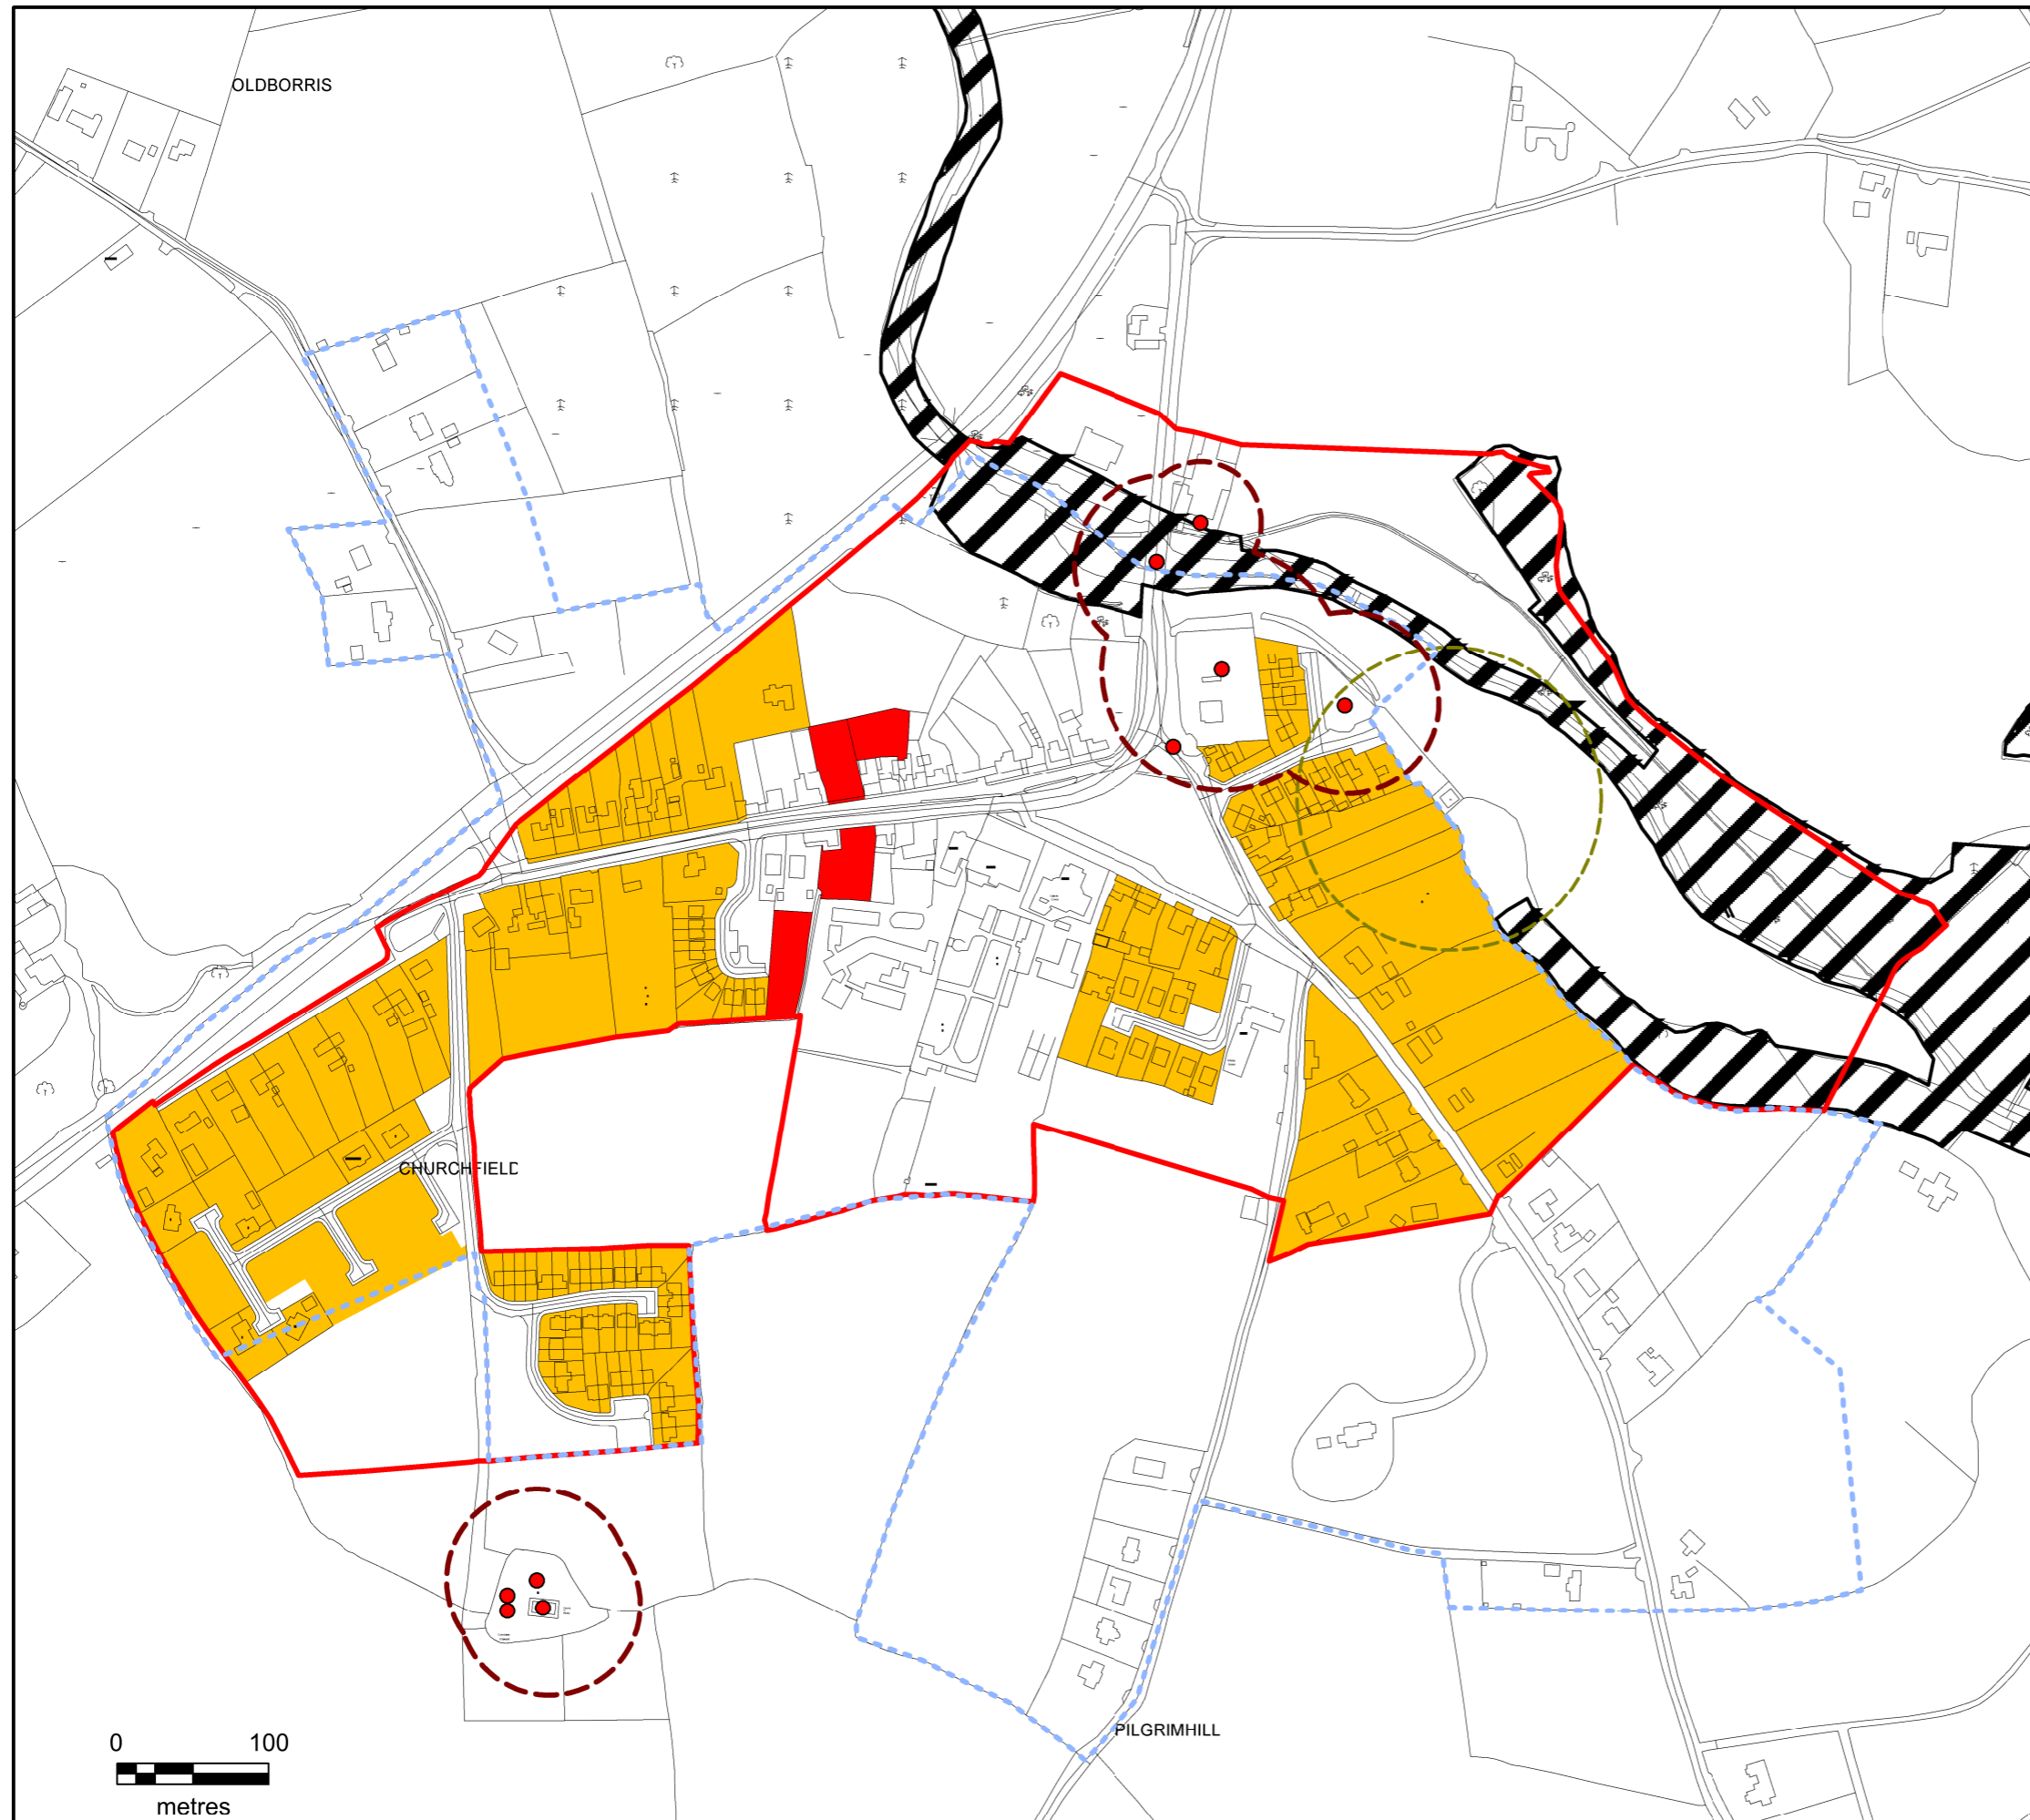 OLDBORRIS
CHURCHFIELD
PILGRIMHILL
0 100
metres